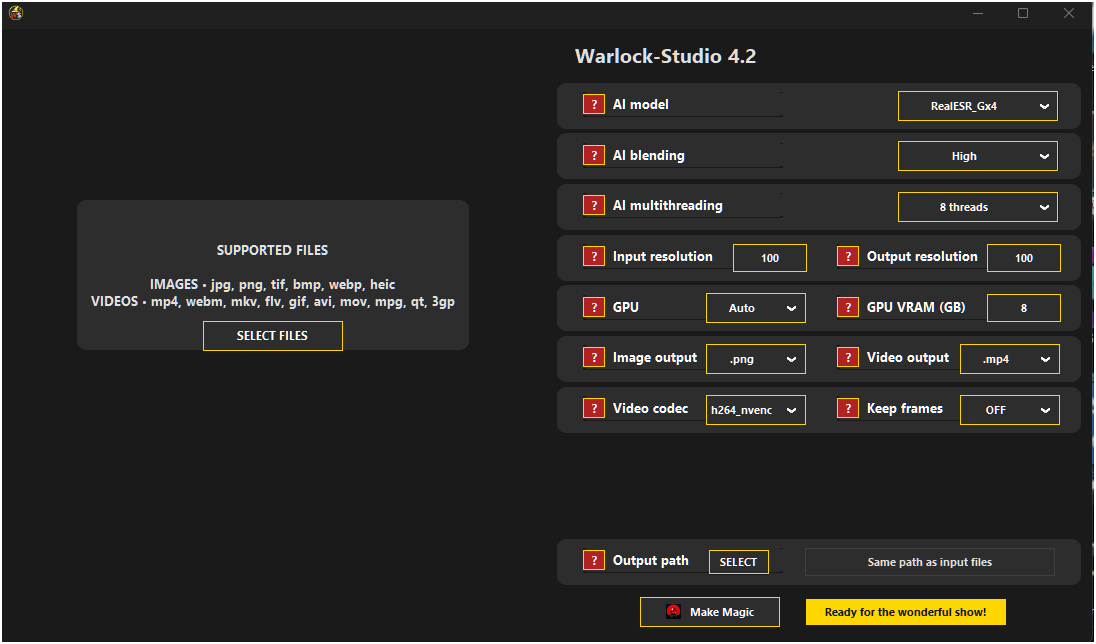 Warlock-Studio 4.2
SUPPORTED FILES
IMAGES • jpg, png, tif, bmp, webp, heic
VIDEOS • mp4, webm, mkv, flv, gif, avi, mov, mpg, qt, 3gp
SELECT FILES
? AI model RealESR_Gx4
? AI blending High
? AI multithreading 8 threads
? Input resolution 100 ? Output resolution 100
? GPU Auto ? GPU VRAM (GB) 8
? Image output .png ? Video output .mp4
? Video codec h264_nvenc ? Keep frames OFF
? Output path SELECT Same path as input files
Make Magic Ready for the wonderful show!